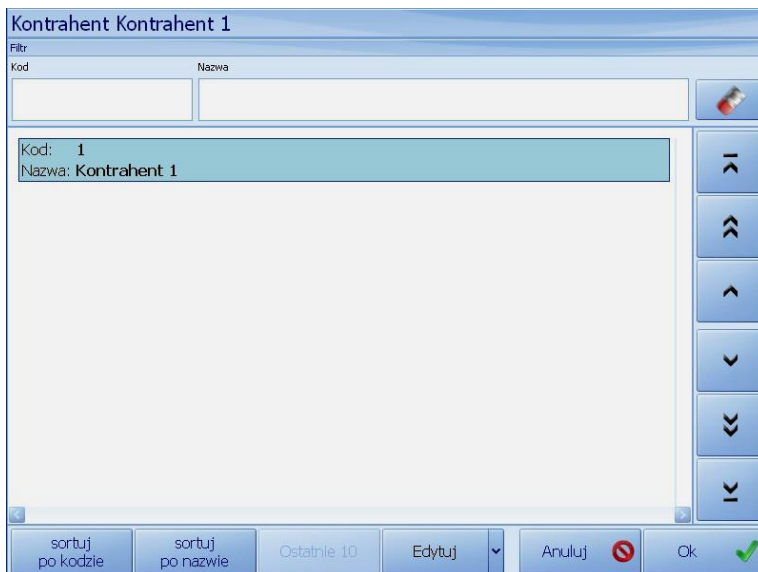 Kontrahent Kontrahent 1
Filtr
Kod Nazwa
Kod: 1
Nazwa: Kontrahent 1
sortuj
po kodzie
sortuj
po nazwie
Ostatnie 10
Edytuj
Anuluj
Ok